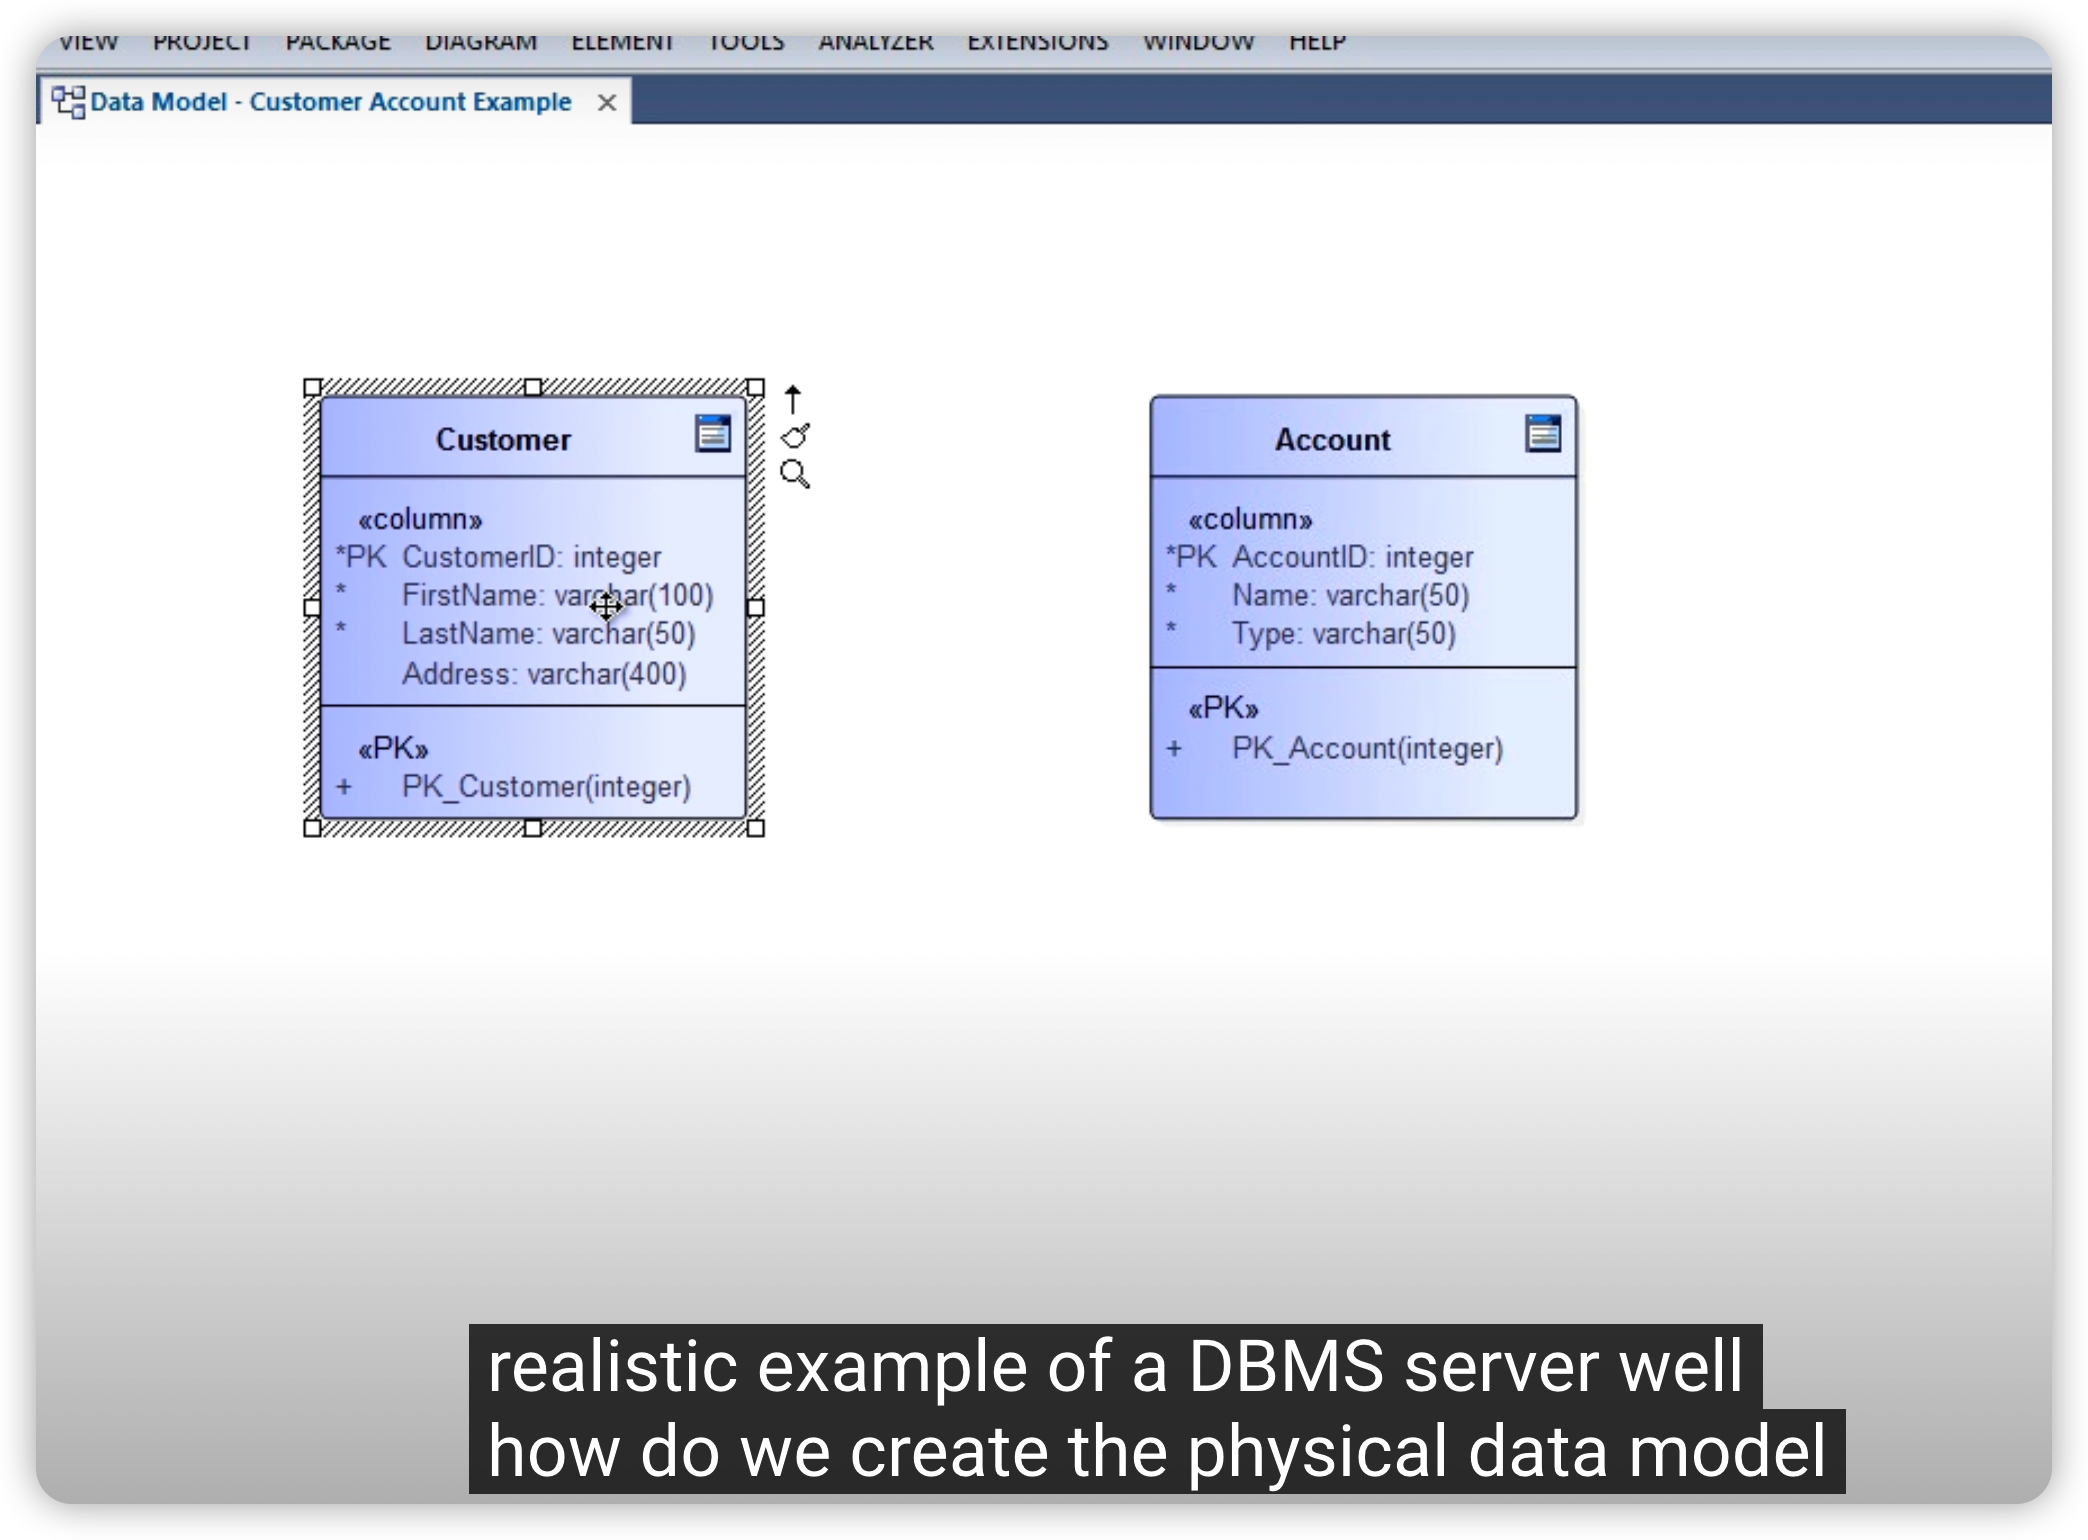 VIEW PROJECT PACKAGE DIAGRAM ELEMENT TOOLS ANALYZER EXTENSIONS WINDOW HELP
Data Model - Customer Account Example
Customer
«column»
*PK CustomerID: integer
* FirstName: varchar(100)
* LastName: varchar(50)
Address: varchar(400)
«PK»
+ PK_Customer(integer)
Account
«column»
*PK AccountID: integer
* Name: varchar(50)
* Type: varchar(50)
«PK»
+ PK_Account(integer)
realistic example of a DBMS server well
how do we create the physical data model